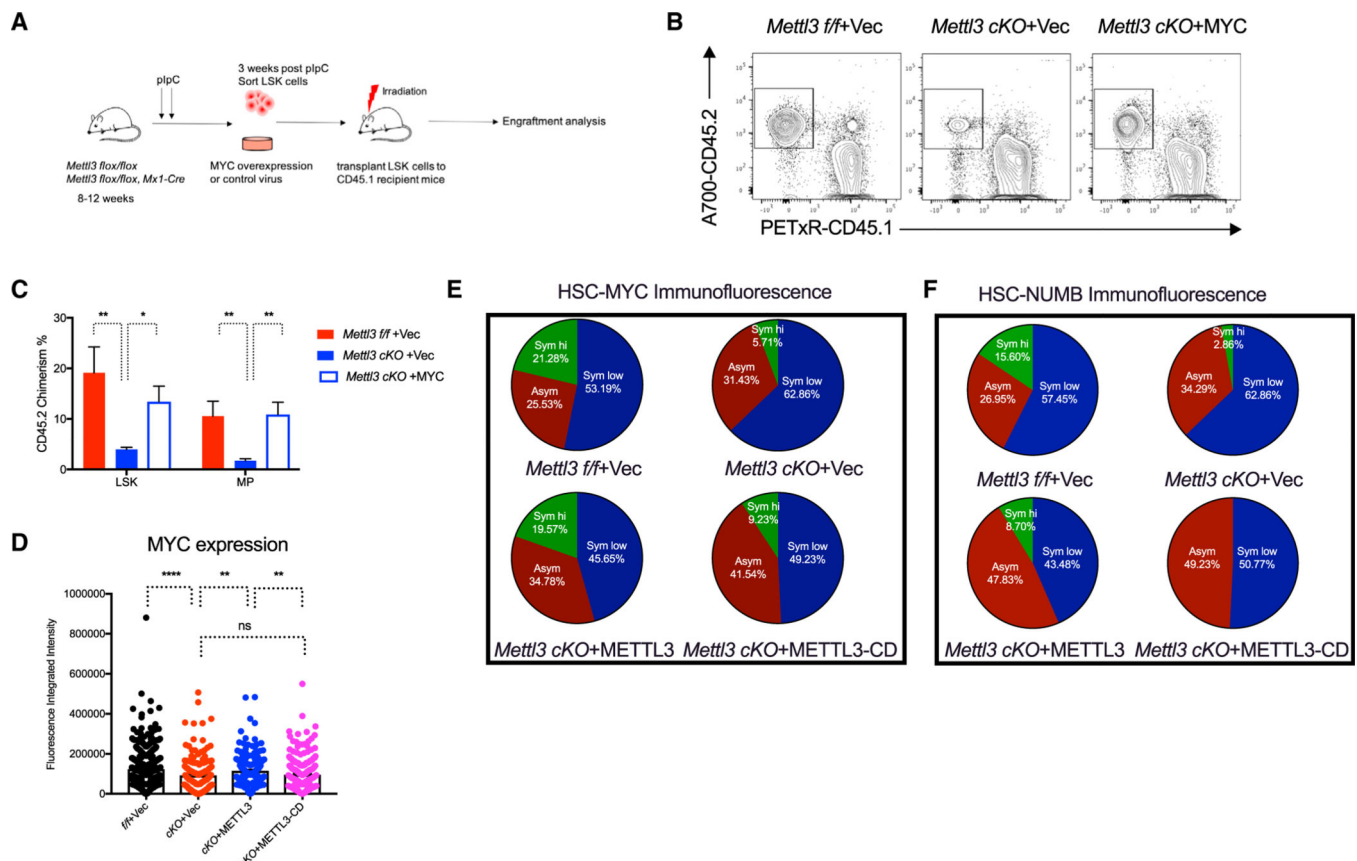 A
pIpC
3 weeks post pIpC
Sort LSK cells
Irradiation
Engraftment analysis
Mettl3 flox/flox
Mettl3 flox/flox, Mx1-Cre
8-12 weeks
MYC overexpression
or control virus
transplant LSK cells to
CD45.1 recipient mice
B
Mettl3 f/f+Vec
Mettl3 cKO+Vec
Mettl3 cKO+MYC
A700-CD45.2
PETxR-CD45.1
C
CD45.2 Chimerism %
30
20
10
0
** * ** **
LSK MP
Mettl3 f/f +Vec
Mettl3 cKO +Vec
Mettl3 cKO +MYC
D
MYC expression
**** ** **
ns
Fluorescence Integrated Intensity
1000000
800000
600000
400000
200000
0
f/f+Vec
cKO+Vec
cKO+METTL3
KO+METTL3-CD
E
HSC-MYC Immunofluorescence
Sym hi
21.28%
Asym
25.53%
Sym low
53.19%
Mettl3 f/f+Vec
Sym hi
5.71%
Asym
31.43%
Sym low
62.86%
Mettl3 cKO+Vec
Sym hi
19.57%
Asym
34.78%
Sym low
45.65%
Mettl3 cKO+METTL3
Sym hi
9.23%
Asym
41.54%
Sym low
49.23%
Mettl3 cKO+METTL3-CD
F
HSC-NUMB Immunofluorescence
Sym hi
15.60%
Asym
26.95%
Sym low
57.45%
Mettl3 f/f+Vec
Sym hi
2.86%
Asym
34.29%
Sym low
62.86%
Mettl3 cKO+Vec
Sym hi
8.70%
Asym
47.83%
Sym low
43.48%
Mettl3 cKO+METTL3
Asym
49.23%
Sym low
50.77%
Mettl3 cKO+METTL3-CD